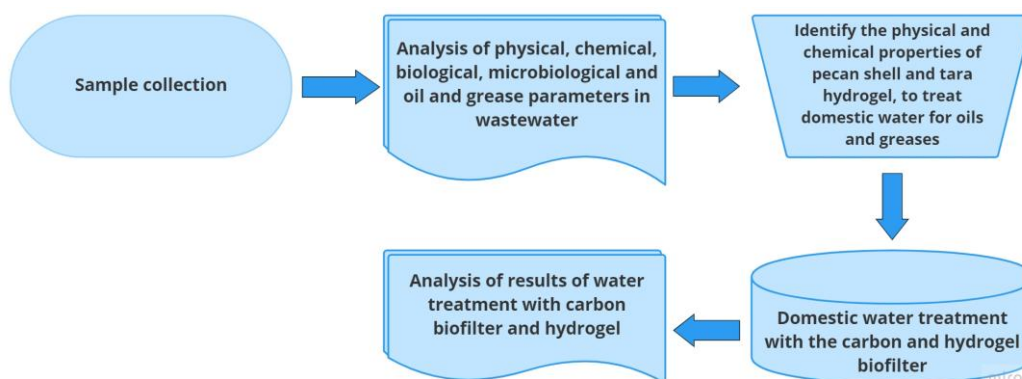 Sample collection
Analysis of physical, chemical,
biological, microbiological and
oil and grease parameters in
wastewater
Identify the physical and
chemical properties of
pecan shell and tara
hydrogel, to treat
domestic water for oils
and greases
Domestic water treatment
with the carbon and hydrogel
biofilter
Analysis of results of water
treatment with carbon
biofilter and hydrogel